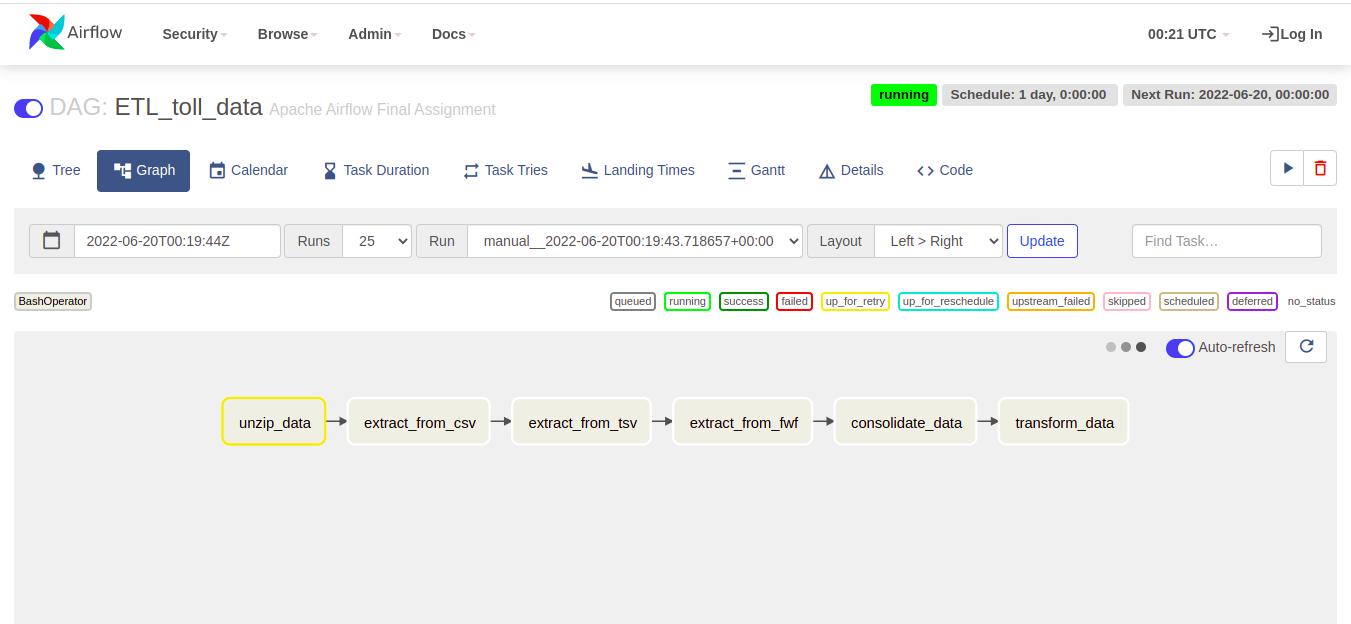 Airflow Security Browse Admin Docs 00:21 UTC Log In
DAG: ETL_toll_data Apache Airflow Final Assignment running Schedule: 1 day, 0:00:00 Next Run: 2022-06-20, 00:00:00
Tree Graph Calendar Task Duration Task Tries Landing Times Gantt Details Code
2022-06-20T00:19:44Z Runs 25 Run manual__2022-06-20T00:19:43.718657+00:00 Layout Left > Right Update Find Task...
BashOperator queued running success failed up_for_retry up_for_reschedule upstream_failed skipped scheduled deferred no_status
Auto-refresh
unzip_data extract_from_csv extract_from_tsv extract_from_fwf consolidate_data transform_data